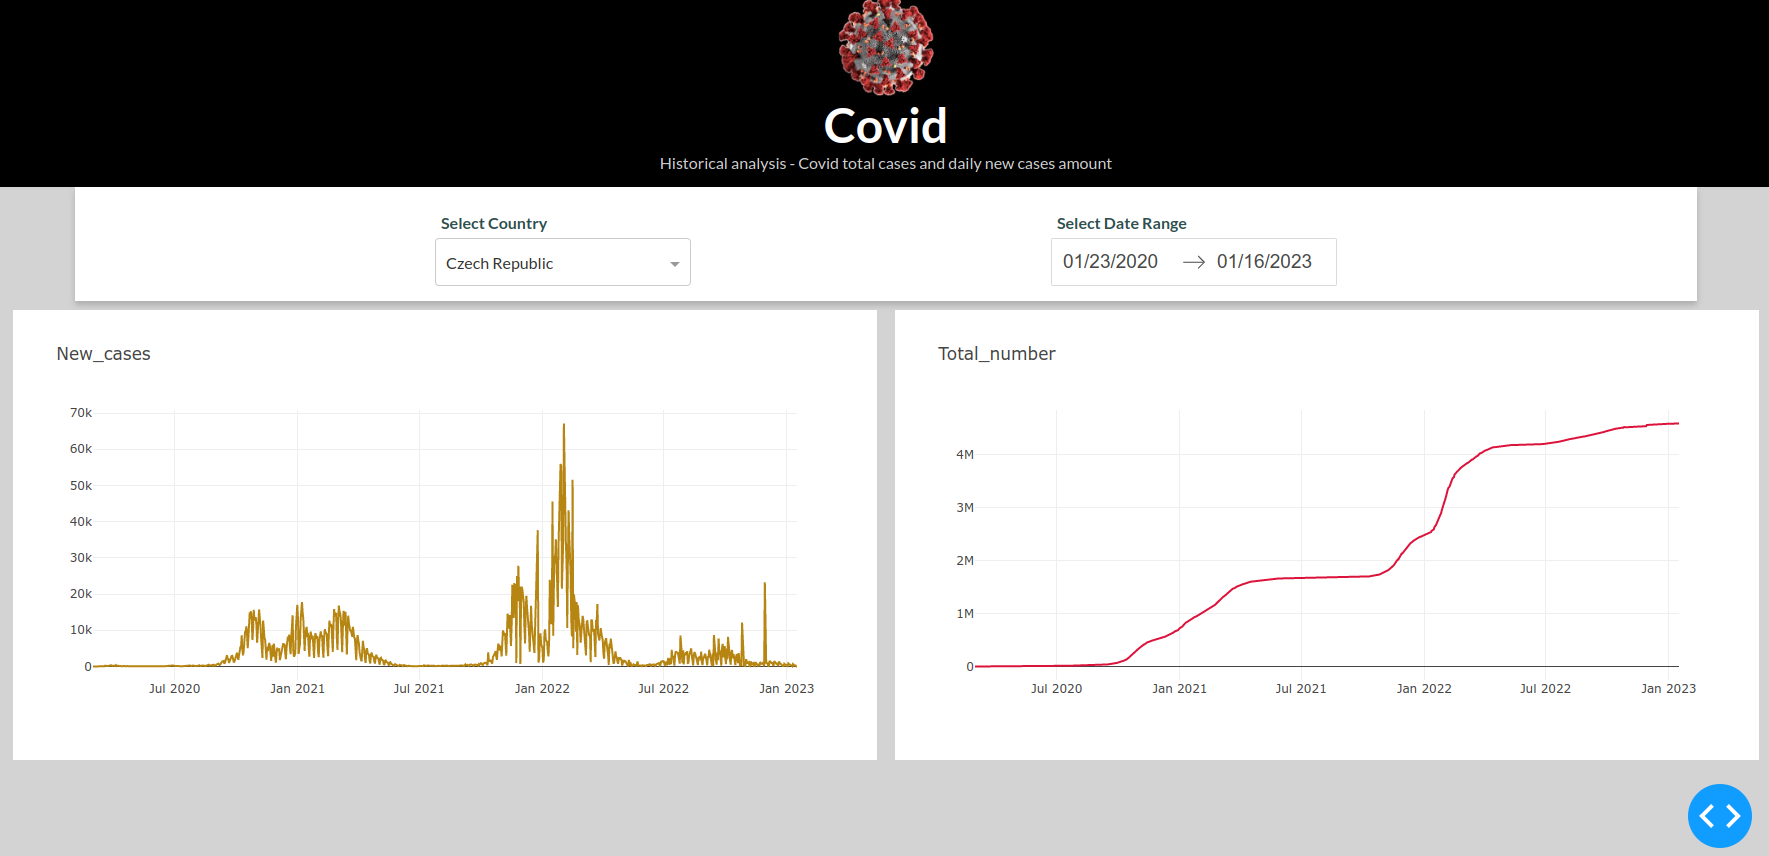 Covid
Historical analysis - Covid total cases and daily new cases amount
Select Country
Czech Republic
Select Date Range
01/23/2020 → 01/16/2023
New_cases
70k
60k
50k
40k
30k
20k
10k
0
Jul 2020 Jan 2021 Jul 2021 Jan 2022 Jul 2022 Jan 2023
Total_number
4M
3M
2M
1M
0
Jul 2020 Jan 2021 Jul 2021 Jan 2022 Jul 2022 Jan 2023